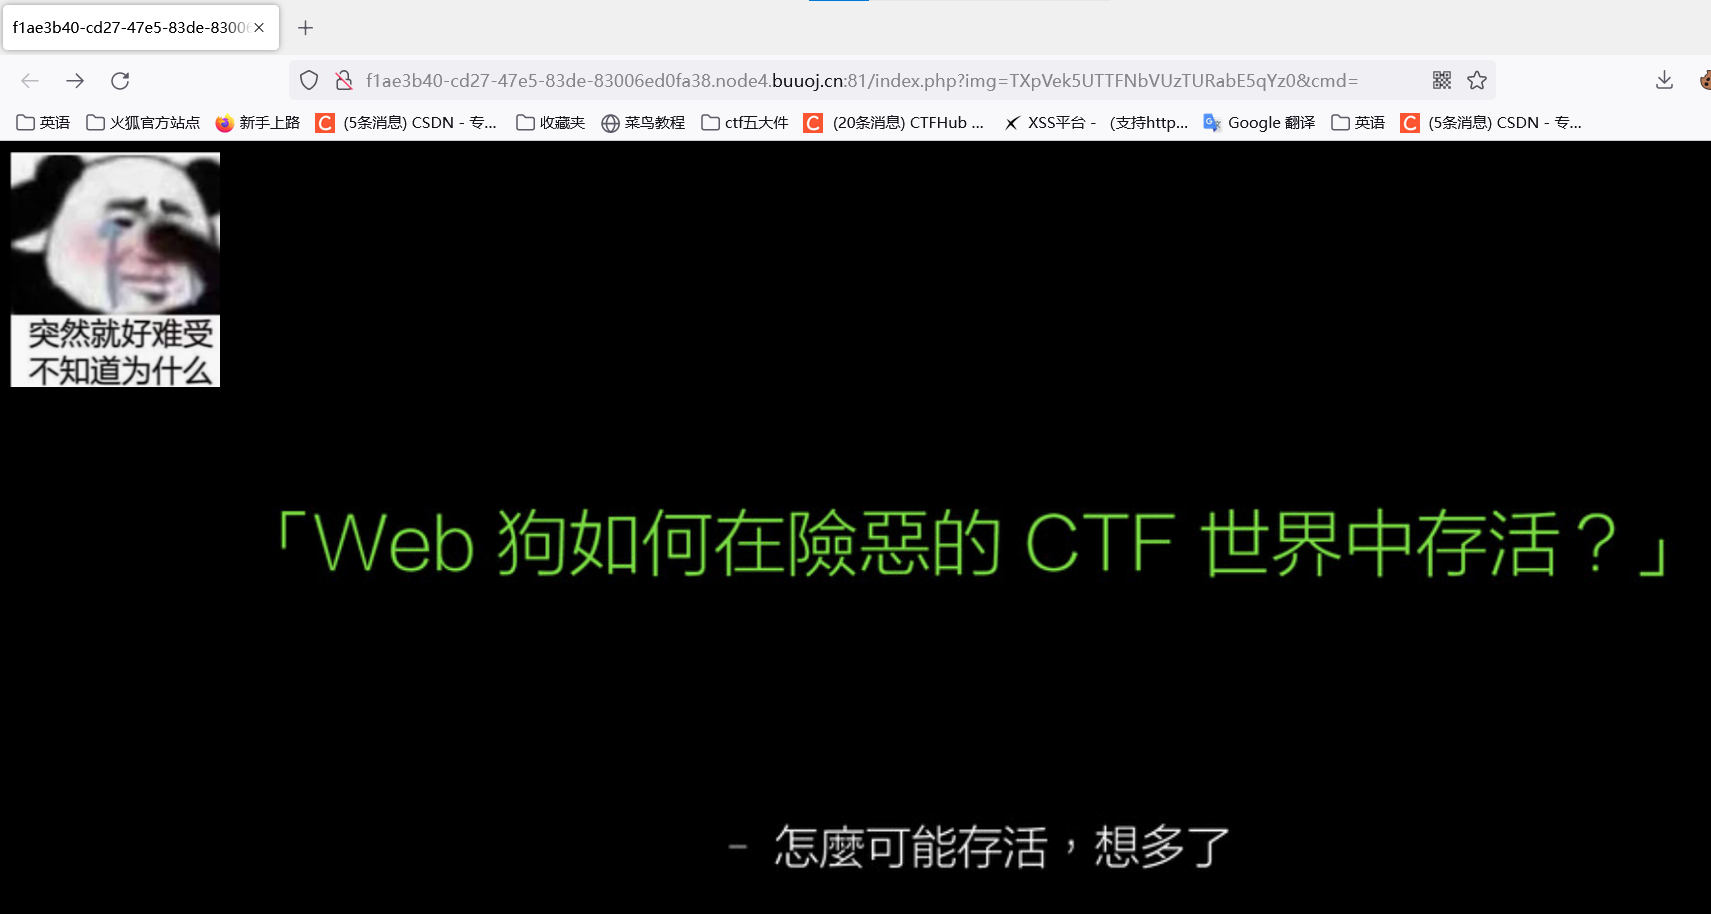 f1ae3b40-cd27-47e5-83de-83006
f1ae3b40-cd27-47e5-83de-83006ed0fa38.node4.buuoj.cn:81/index.php?img=TXpVek5UTTFNbVUzTURabE5qYz0&cmd=
英语 火狐官方站点 新手上路 (5条消息) CSDN - 专... 收藏夹 菜鸟教程 ctf五大件 (20条消息) CTFHub ... XSS平台 - (支持http... Google 翻译 英语 (5条消息) CSDN - 专...
突然就好难受
不知道为什么
「Web 狗如何在險惡的 CTF 世界中存活？」
- 怎麼可能存活，想多了